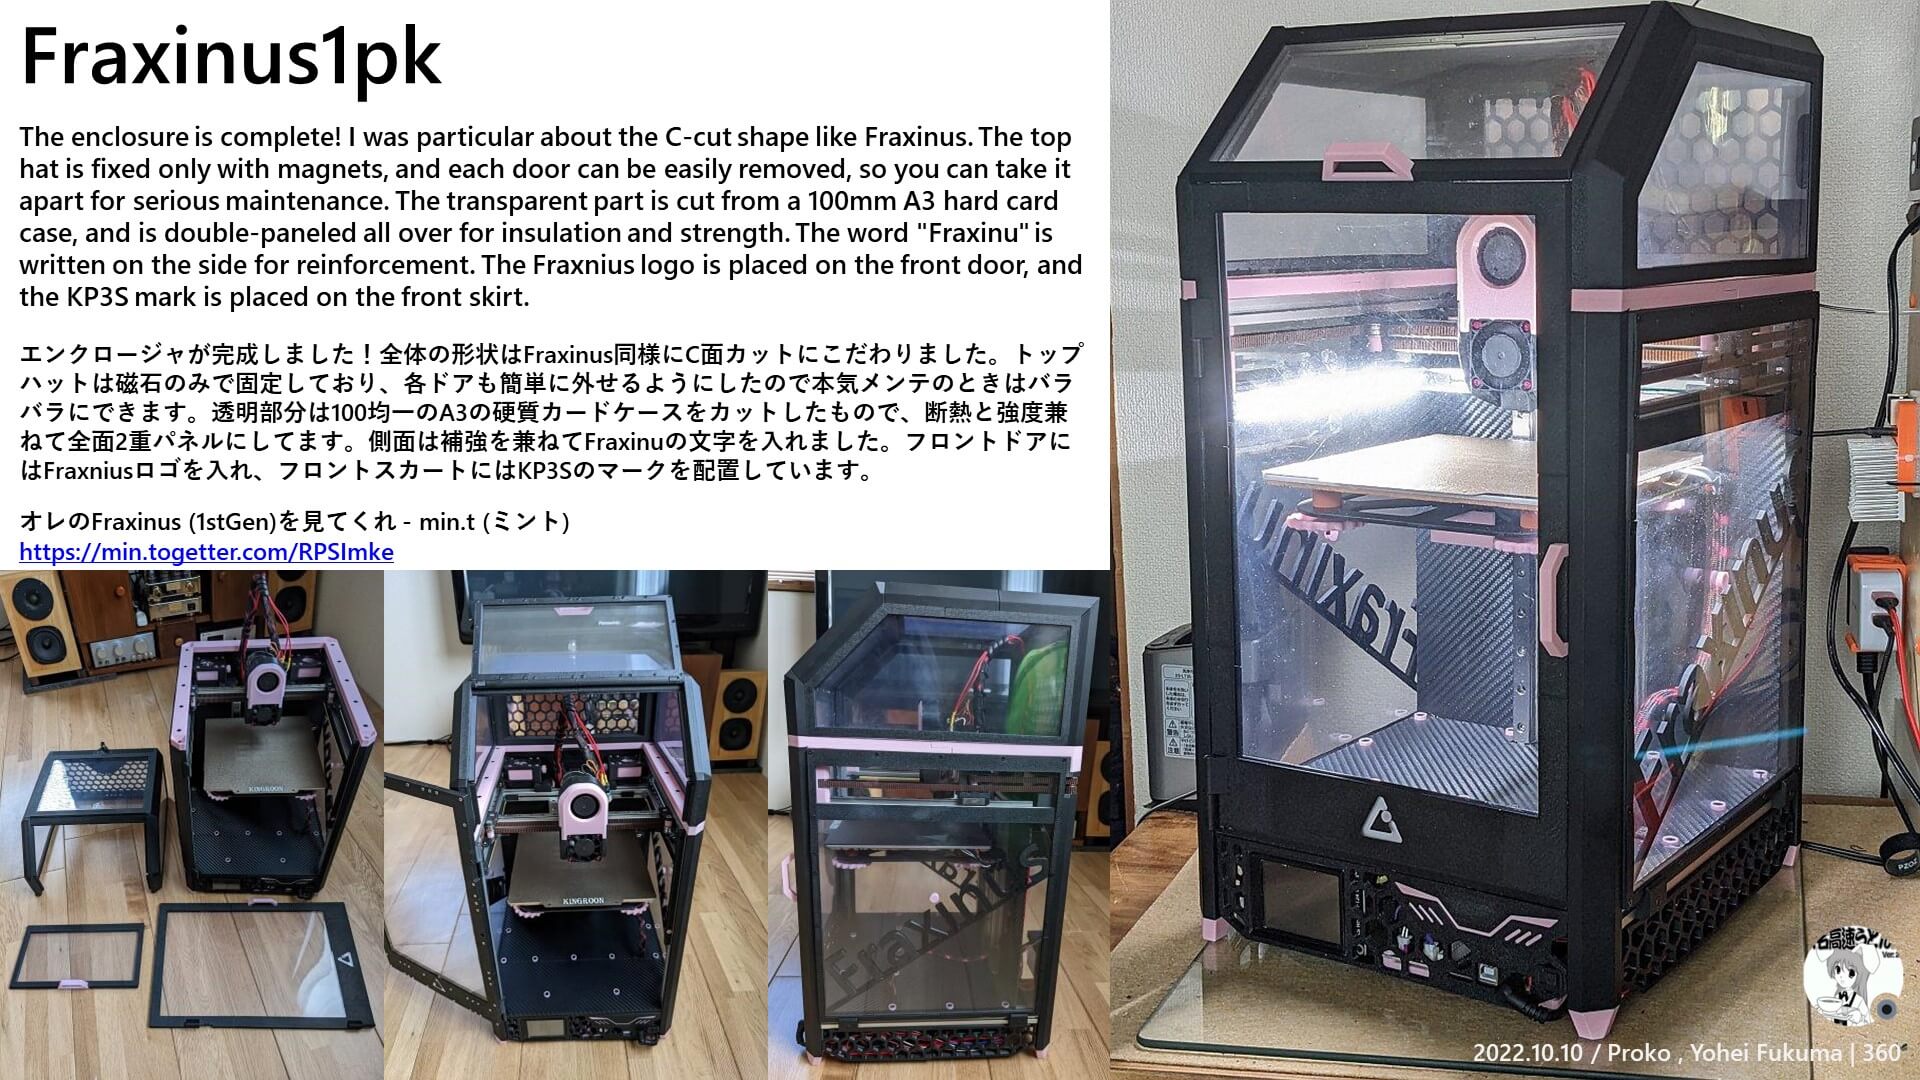 Fraxinus1pk
The enclosure is complete! I was particular about the C-cut shape like Fraxinus. The top
hat is fixed only with magnets, and each door can be easily removed, so you can take it
apart for serious maintenance. The transparent part is cut from a 100mm A3 hard card
case, and is double-paneled all over for insulation and strength. The word "Fraxinu" is
written on the side for reinforcement. The Fraxnius logo is placed on the front door, and
the KP3S mark is placed on the front skirt.
エンクロージャが完成しました！全体の形状はFraxinus同様にC面カットにこだわりました。トップ
ハットは磁石のみで固定しており、各ドアも簡単に外せるようにしたので本気メンテのときはバラ
バラにできます。透明部分は100均一のA3の硬質カードケースをカットしたもので、断熱と強度兼
ねて全面2重パネルにしてます。側面は補強を兼ねてFraxinuの文字を入れました。フロントドアに
はFraxniusロゴを入れ、フロントスカートにはKP3Sのマークを配置しています。
オレのFraxinus (1stGen)を見てくれ - min.t (ミント)
https://min.togetter.com/RPSImke
KINGROON
Panasonic
KINGROON
Fraxinus
Fraxinu
Fraxinus
警告
注意
2022.10.10 / Proko , Yohei Fukuma | 360